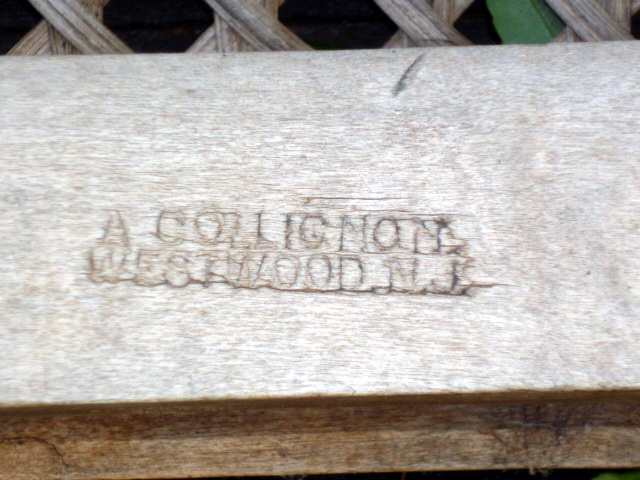 A COLLIGNON,
WESTWOOD, N.J.